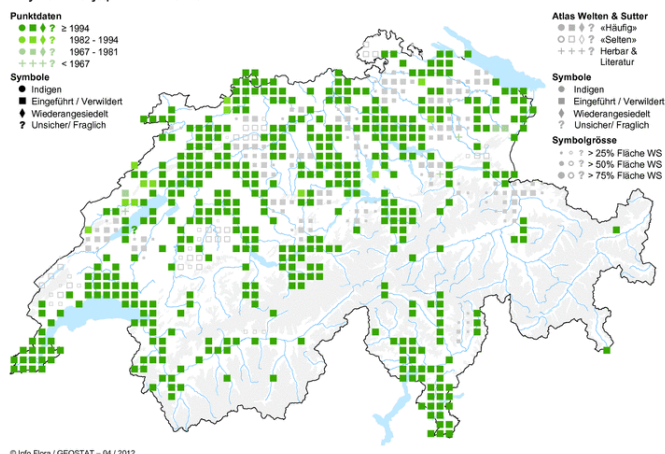 Punktdaten
≥ 1994
1982 - 1994
1967 - 1981
< 1967
Symbole
Indigen
Eingeführt / Verwildert
Wiederangesiedelt
? Unsicher/ Fraglich
Atlas Welten & Sutter
«Häufig»
«Selten»
Herbar &
Literatur
Symbole
Indigen
Eingeführt / Verwildert
Wiederangesiedelt
? Unsicher/ Fraglich
Symbolgrösse
> 25% Fläche WS
> 50% Fläche WS
> 75% Fläche WS
?
© Info Flora / GEOSTAT – 04 / 2012